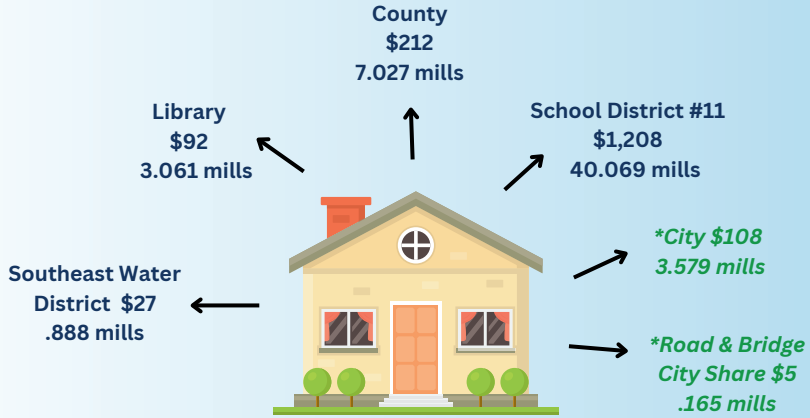 County
$212
7.027 mills
Library
$92
3.061 mills
School District #11
$1,208
40.069 mills
*City $108
3.579 mills
Southeast Water
District $27
.888 mills
*Road & Bridge
City Share $5
.165 mills